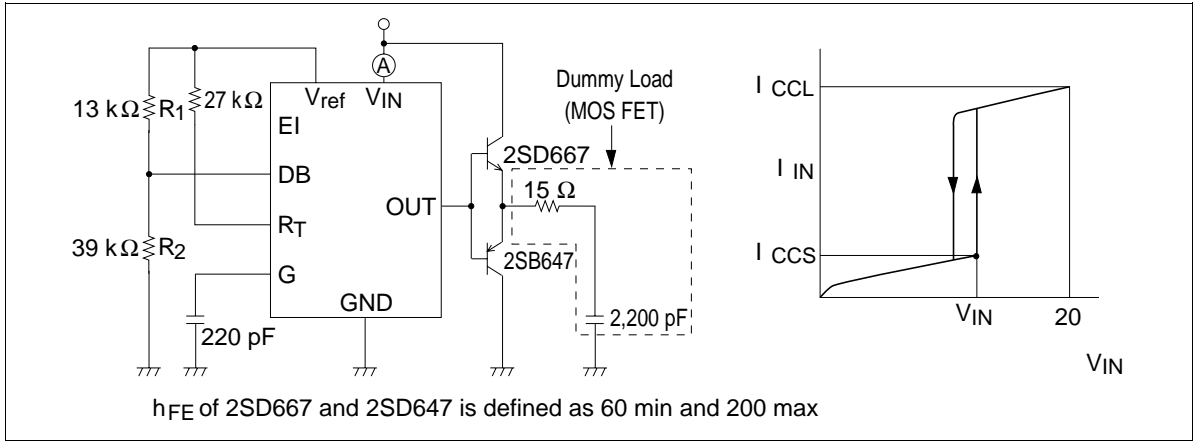 A
Dummy Load
(MOS FET)
13 kΩ R1
27 kΩ
Vref
VIN
EI
DB
2SD667
15 Ω
OUT
RT
39 kΩ R2
2SB647
G
GND
220 pF
2,200 pF
I CCL
I IN
I CCS
VIN
20
VIN
hFE of 2SD667 and 2SD647 is defined as 60 min and 200 max